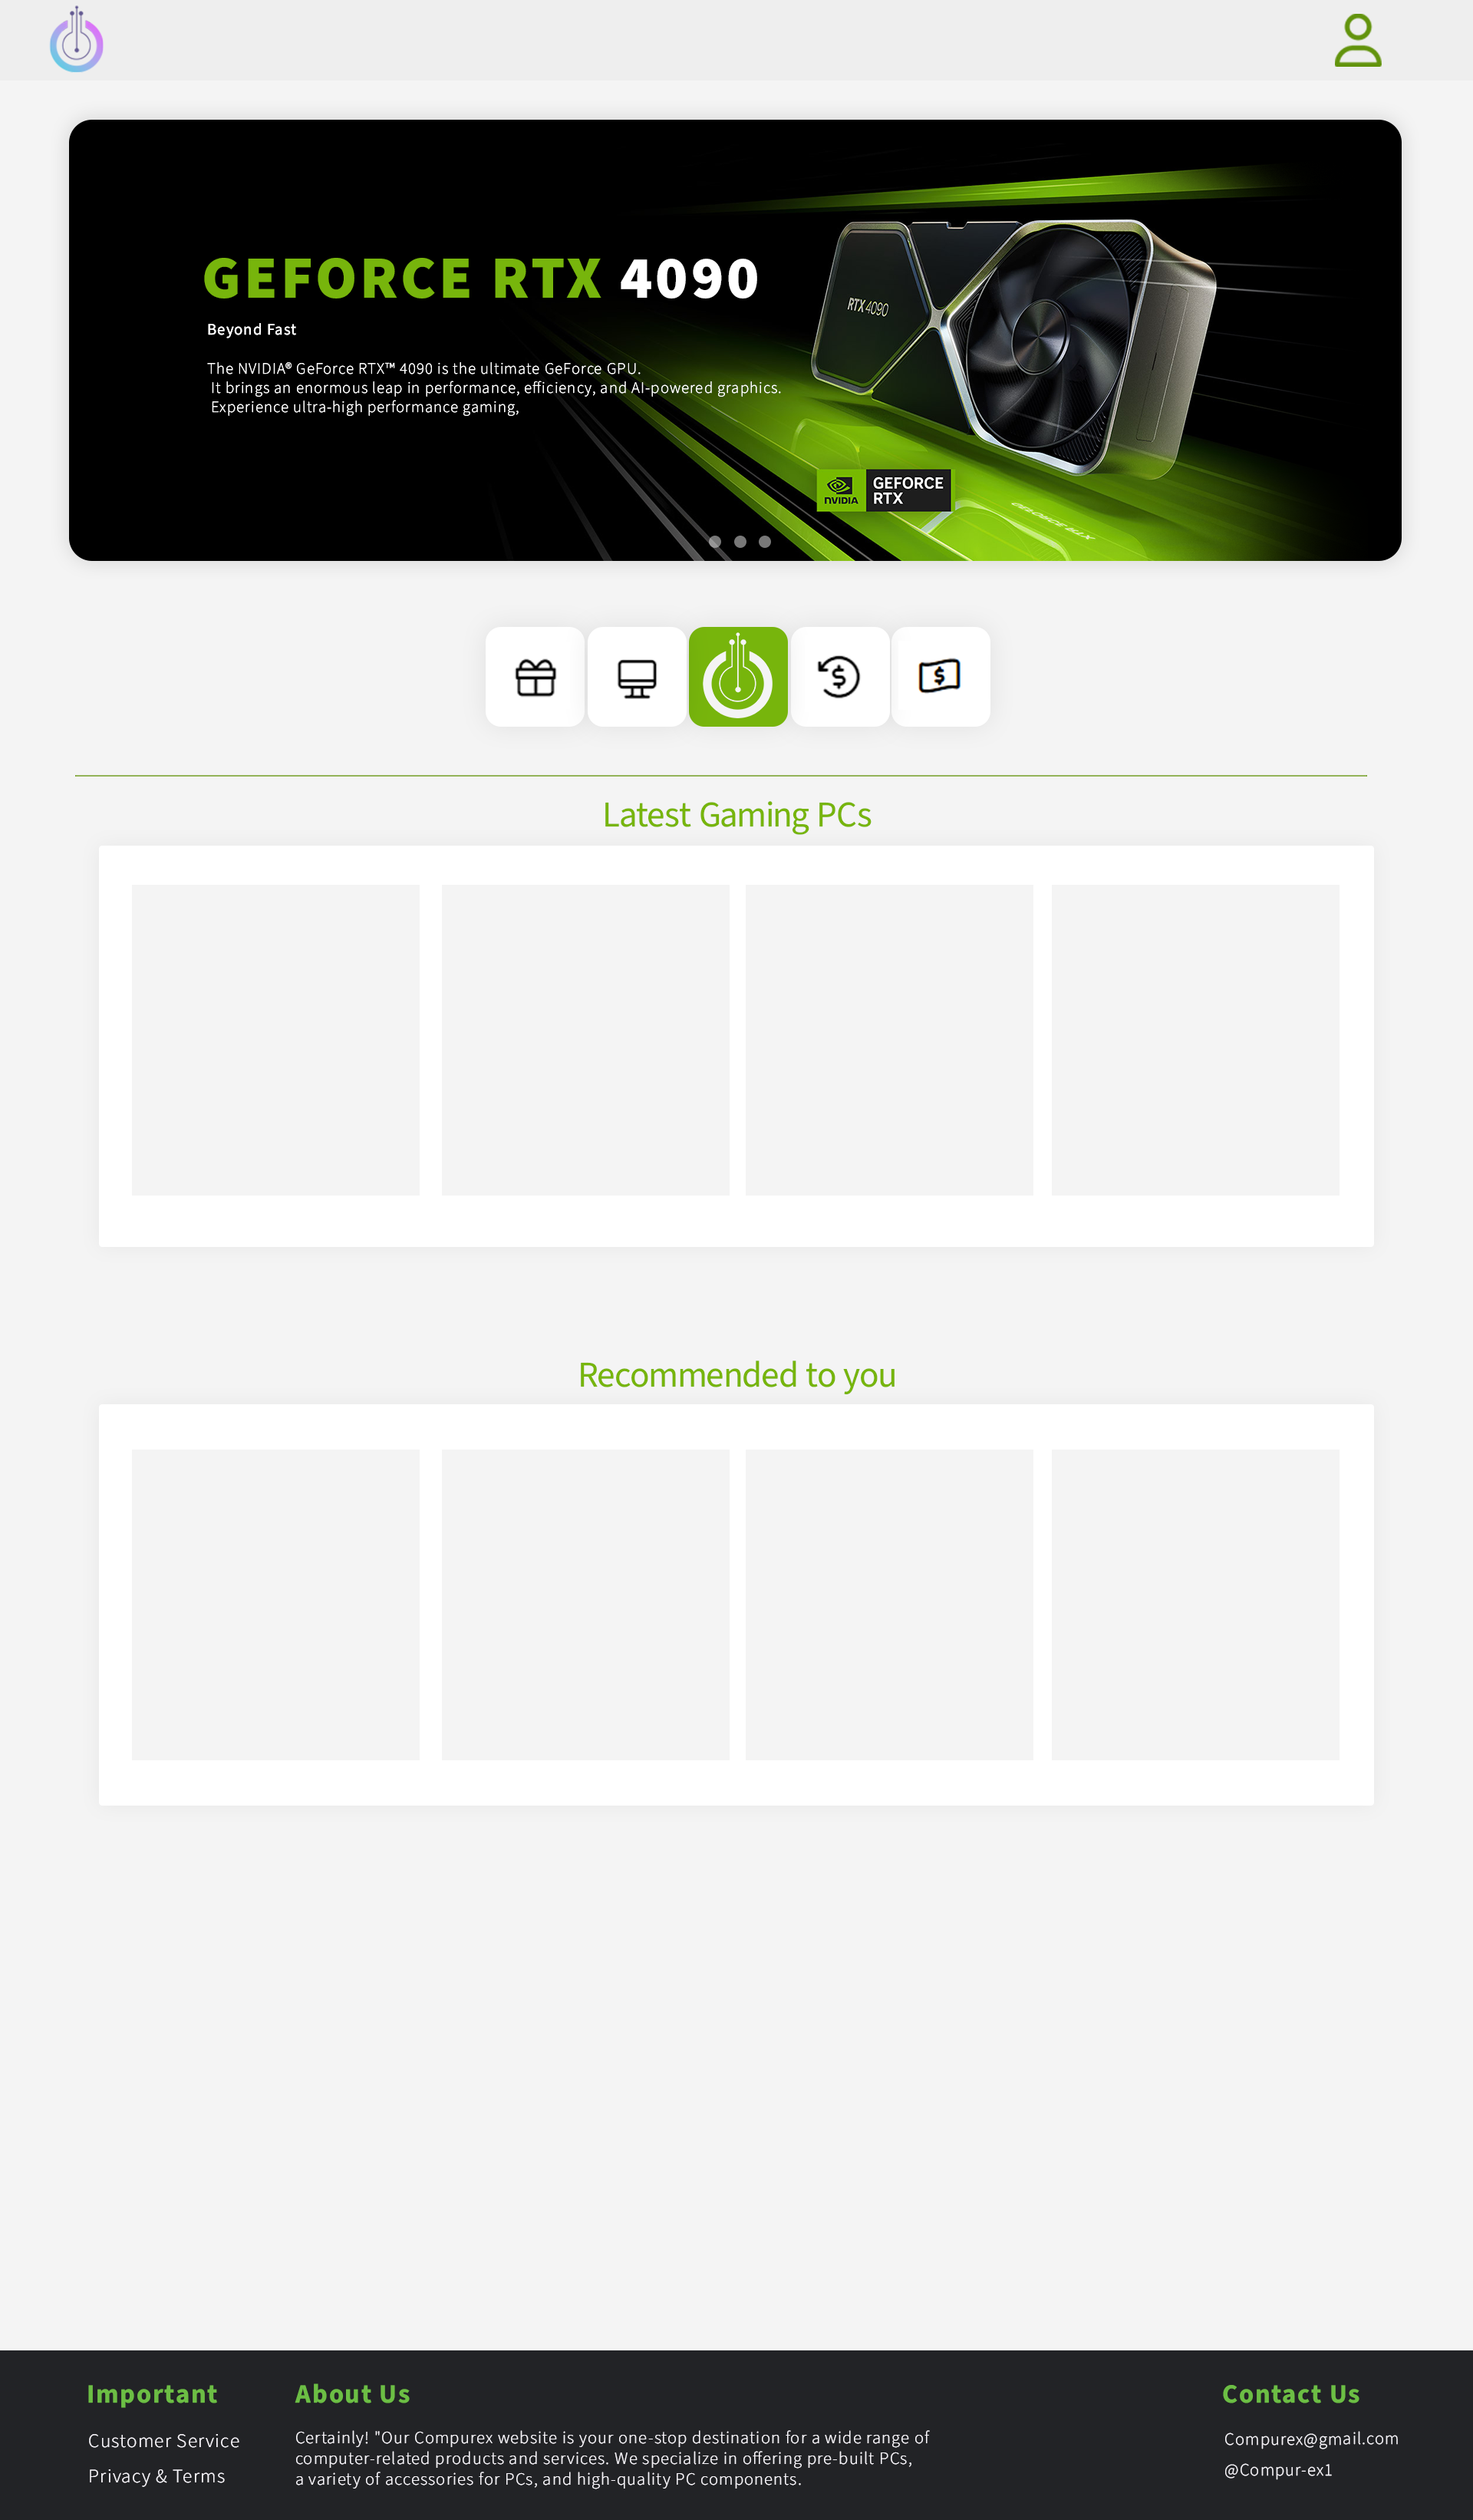 GEFORCE RTX 4090
Beyond Fast
The NVIDIA® GeForce RTX™ 4090 is the ultimate GeForce GPU.
It brings an enormous leap in performance, efficiency, and AI-powered graphics.
Experience ultra-high performance gaming,
RTX 4090
NVIDIA
GEFORCE
RTX
GEFORCE RTX
Latest Gaming PCs
Recommended to you
Important
Customer Service
Privacy & Terms
About Us
Certainly! "Our Compurex website is your one-stop destination for a wide range of
computer-related products and services. We specialize in offering pre-built PCs,
a variety of accessories for PCs, and high-quality PC components.
Contact Us
Compurex@gmail.com
@Compur-ex1